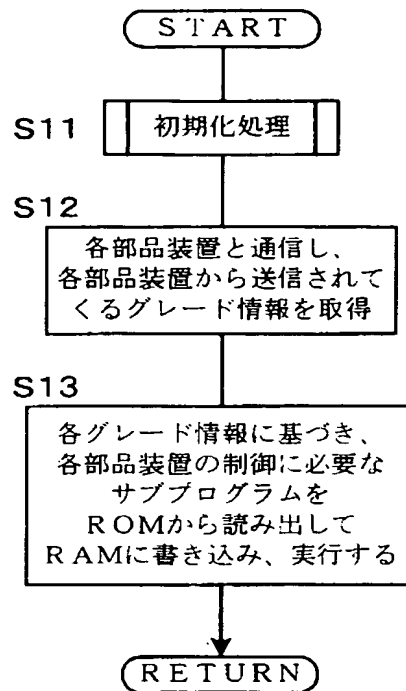 START
S11
初期化処理
S12
各部品装置と通信し、
各部品装置から送信されて
くるグレード情報を取得
S13
各グレード情報に基づき、
各部品装置の制御に必要な
サブプログラムを
ROMから読み出して
RAMに書き込み、実行する
RETURN